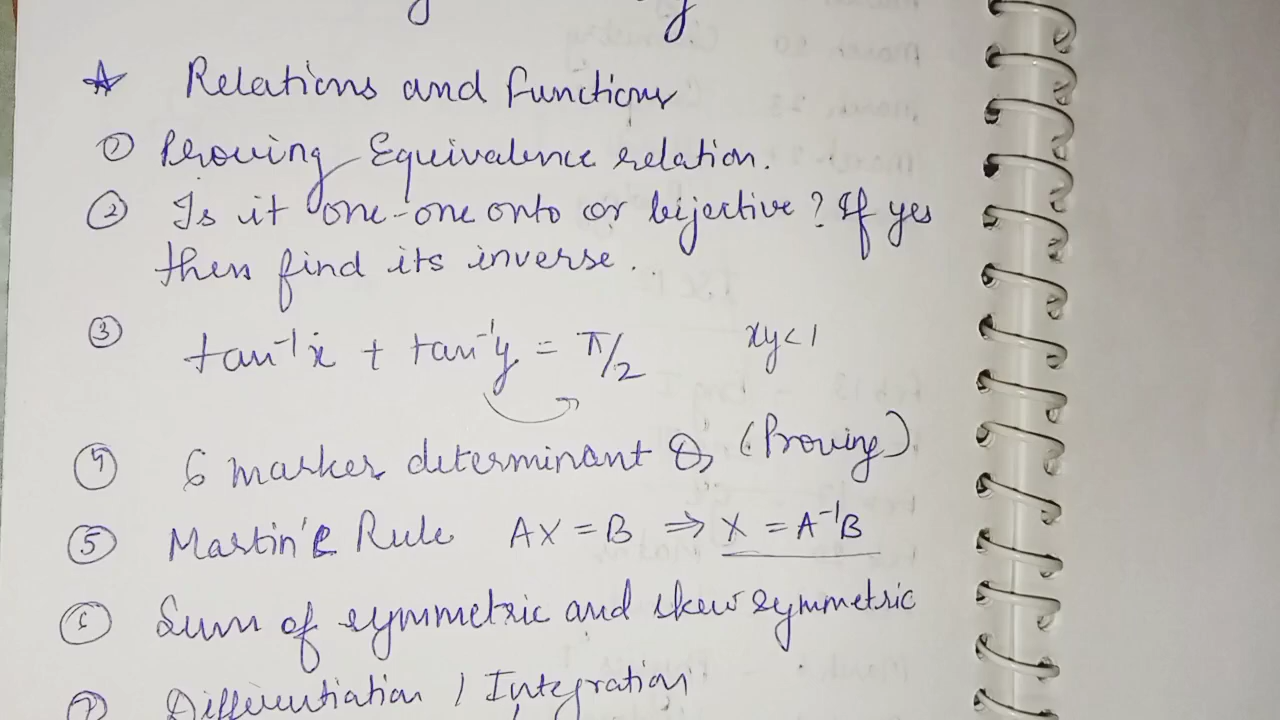 ☆ Relations and functions
① Proving Equivalence relation.
② Is it one-one onto or bijective? If yes
then find its inverse..
③ tan⁻¹x + tan⁻¹y = π/2 xy<1
④ 6 marker determinant Q, (Proving)
⑤ Martin's Rule AX = B ⇒ X = A⁻¹B
⑥ Sum of symmetric and skew symmetric
⑦ Differentiation / Integration